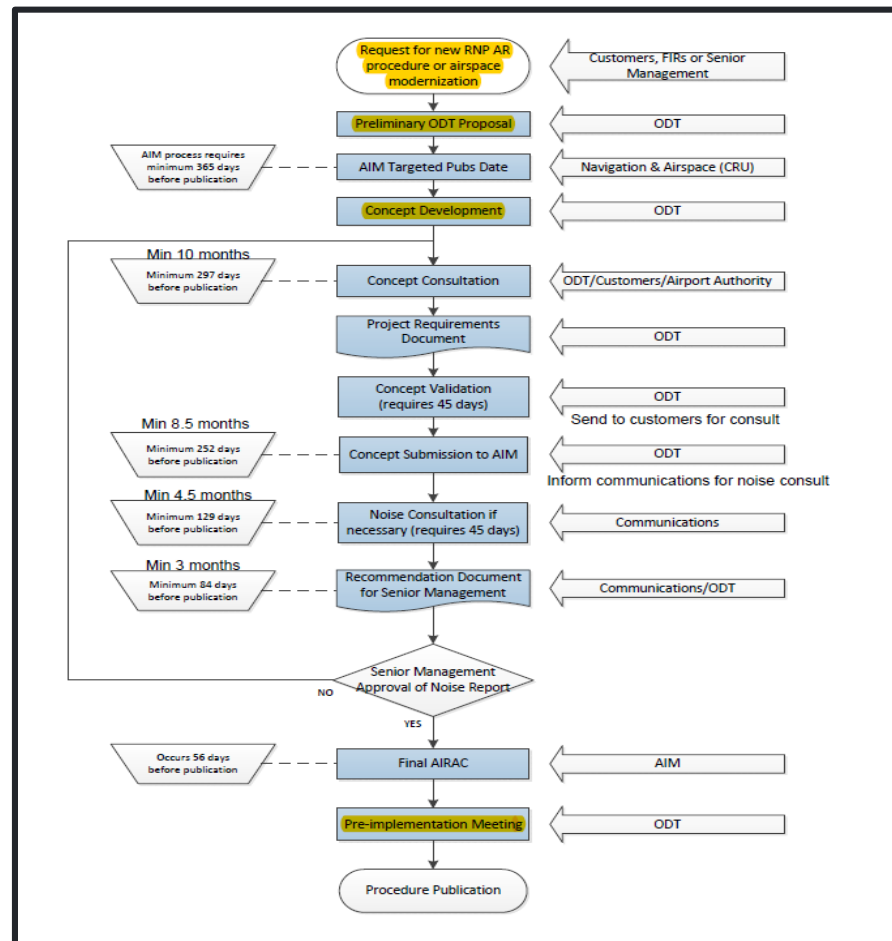 Request for new RNP AR
procedure or airspace
modernization
Customers, FIRs or Senior
Management
Preliminary ODT Proposal
ODT
AIM process requires
minimum 365 days
before publication
AIM Targeted Pubs Date
Navigation & Airspace (CRU)
Concept Development
ODT
Min 10 months
Minimum 297 days
before publication
Concept Consultation
ODT/Customers/Airport Authority
Project Requirements
Document
ODT
Concept Validation
(requires 45 days)
ODT
Send to customers for consult
Min 8.5 months
Minimum 252 days
before publication
Concept Submission to AIM
ODT
Inform communications for noise consult
Min 4.5 months
Minimum 129 days
before publication
Noise Consultation if
necessary (requires 45 days)
Communications
Min 3 months
Minimum 84 days
before publication
Recommendation Document
for Senior Management
Communications/ODT
Senior Management
Approval of Noise Report
NO
YES
Occurs 56 days
before publication
Final AIRAC
AIM
Pre-implementation Meeting
ODT
Procedure Publication